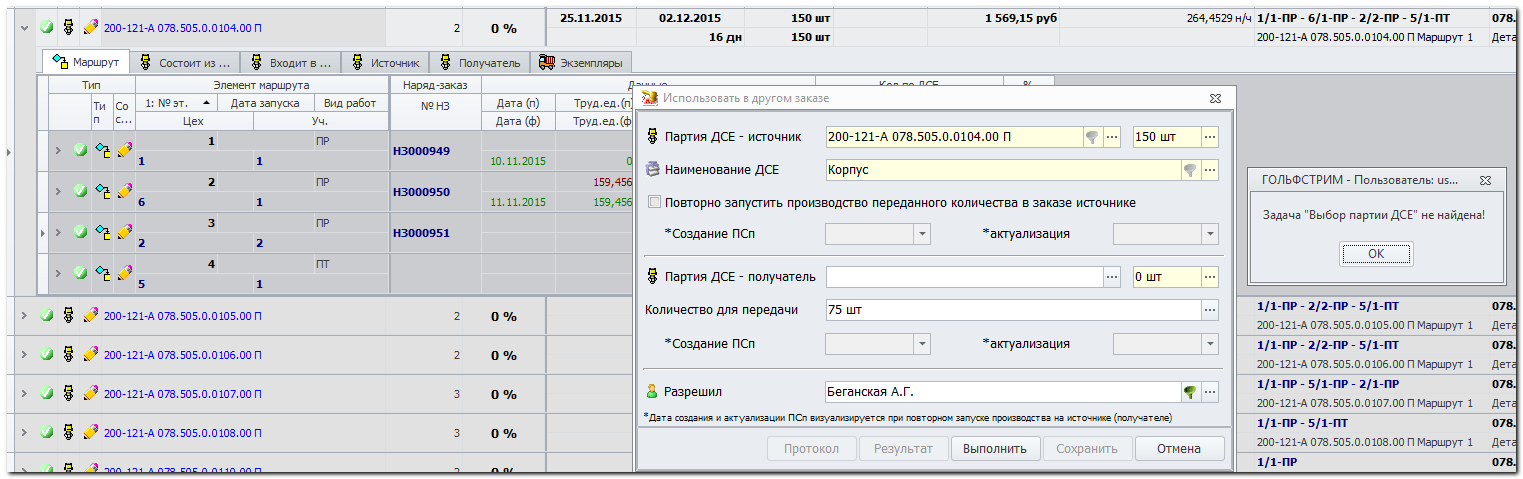 25.11.2015 02.12.2015 150 шт 1 569,15 руб 264,4529 н/ч 1/1-ПР - 6/1-ПР - 2/2-ПР - 5/1-ПТ 078.
200-121-А 078.505.0.0104.00 П 2 0 %
16 дн 150 шт 200-121-А 078.505.0.0104.00 П Маршрут 1 Дета
Маршрут Состоит из ... Входит в ... Источник Получатель Экземпляры
Тип Элемент маршрута Наряд-заказ Данные Кол по ДСЕ %
Ти п Со с... 1: № эт. Дата запуска Вид работ № НЗ Дата (п) Труд.ед.(п)
Цех Уч. Дата (ф) Труд.ед.(ф)
1 ПР НЗ000949
1 1 10.11.2015 0
2 ПР НЗ000950 159,456
6 1 11.11.2015 159,456
3 ПР НЗ000951
2 2
4 ПТ
5 1
Использовать в другом заказе
Партия ДСЕ - источник 200-121-А 078.505.0.0104.00 П ... 150 шт ...
Наименование ДСЕ Корпус ...
Повторно запустить производство переданного количества в заказе источнике
*Создание ПСп *актуализация
Партия ДСЕ - получатель ... 0 шт ...
Количество для передачи 75 шт ...
*Создание ПСп *актуализация
Разрешил Беганская А.Г. ...
*Дата создания и актуализации ПСп визуализируется при повторном запуске производства на источнике (получателе)
Протокол Результат Выполнить Сохранить Отмена
ГОЛЬФСТРИМ - Пользователь: us...
Задача "Выбор партии ДСЕ" не найдена!
OK
200-121-А 078.505.0.0105.00 П 2 0 % 1/1-ПР - 2/2-ПР - 5/1-ПТ 078.
200-121-А 078.505.0.0105.00 П Маршрут 1 Дета
200-121-А 078.505.0.0106.00 П 2 0 % 1/1-ПР - 2/2-ПР - 5/1-ПТ 078.
200-121-А 078.505.0.0106.00 П Маршрут 1 Дета
200-121-А 078.505.0.0107.00 П 3 0 % 1/1-ПР - 5/1-ПР - 2/1-ПР 078.
200-121-А 078.505.0.0107.00 П Маршрут 1 Дета
200-121-А 078.505.0.0108.00 П 3 0 % 1/1-ПР - 5/1-ПТ 078.
200-121-А 078.505.0.0108.00 П Маршрут 1 Дета
200-121-А 078.505.0.0110.00 П 2 0 % 1/1-ПР 078.